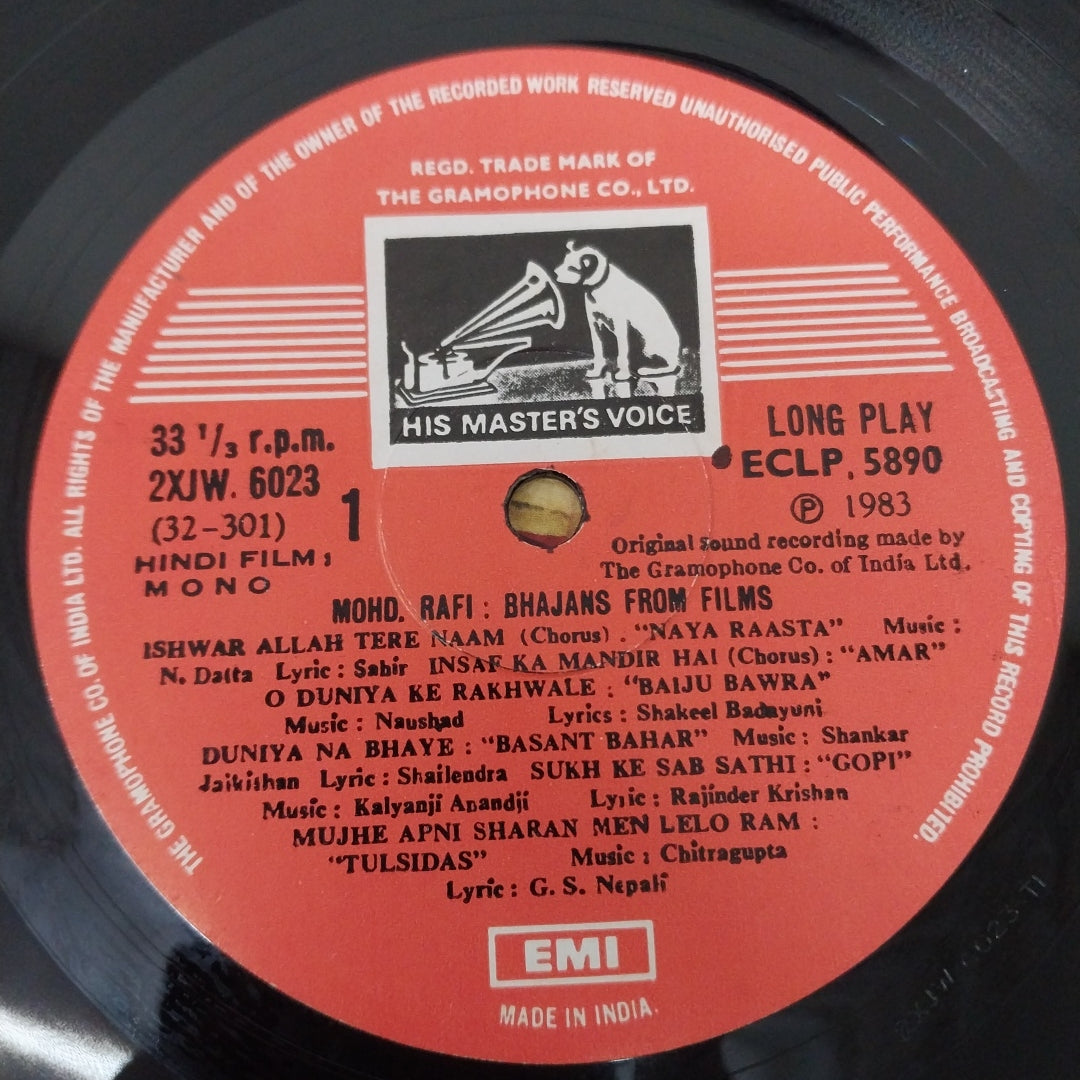 THE GRAMOPHONE CO. OF INDIA LTD. ALL RIGHTS OF THE MANUFACTURER AND OF THE OWNER OF THE RECORDED WORK RESERVED UNAUTHORISED PUBLIC PERFORMANCE BROADCASTING AND COPYING OF THIS RECORD PROHIBITED.
REGD. TRADE MARK OF
THE GRAMOPHONE CO., LTD.
HIS MASTER'S VOICE
33 1/3 r.p.m.
2XJW. 6023
(32-301)
1
HINDI FILM;
MONO
LONG PLAY
ECLP. 5890
Ⓟ 1983
Original sound recording made by
The Gramophone Co. of India Ltd.
MOHD. RAFI : BHAJANS FROM FILMS
ISHWAR ALLAH TERE NAAM (Chorus) . "NAYA RAASTA" Music :
N. Datta Lyric : Sahir INSAF KA MANDIR HAI (Chorus) : "AMAR"
O DUNIYA KE RAKHWALE : "BAIJU BAWRA"
Music : Naushad Lyrics : Shakeel Badayuni
DUNIYA NA BHAYE : "BASANT BAHAR" Music : Shankar
Jaikishan Lyric : Shailendra SUKH KE SAB SATHI : "GOPI"
Music : Kalyanji Anandji Lyric : Rajinder Krishan
MUJHE APNI SHARAN MEN LELO RAM :
"TULSIDAS" Music : Chitragupta
Lyric : G. S. Nepali
EMI
MADE IN INDIA.